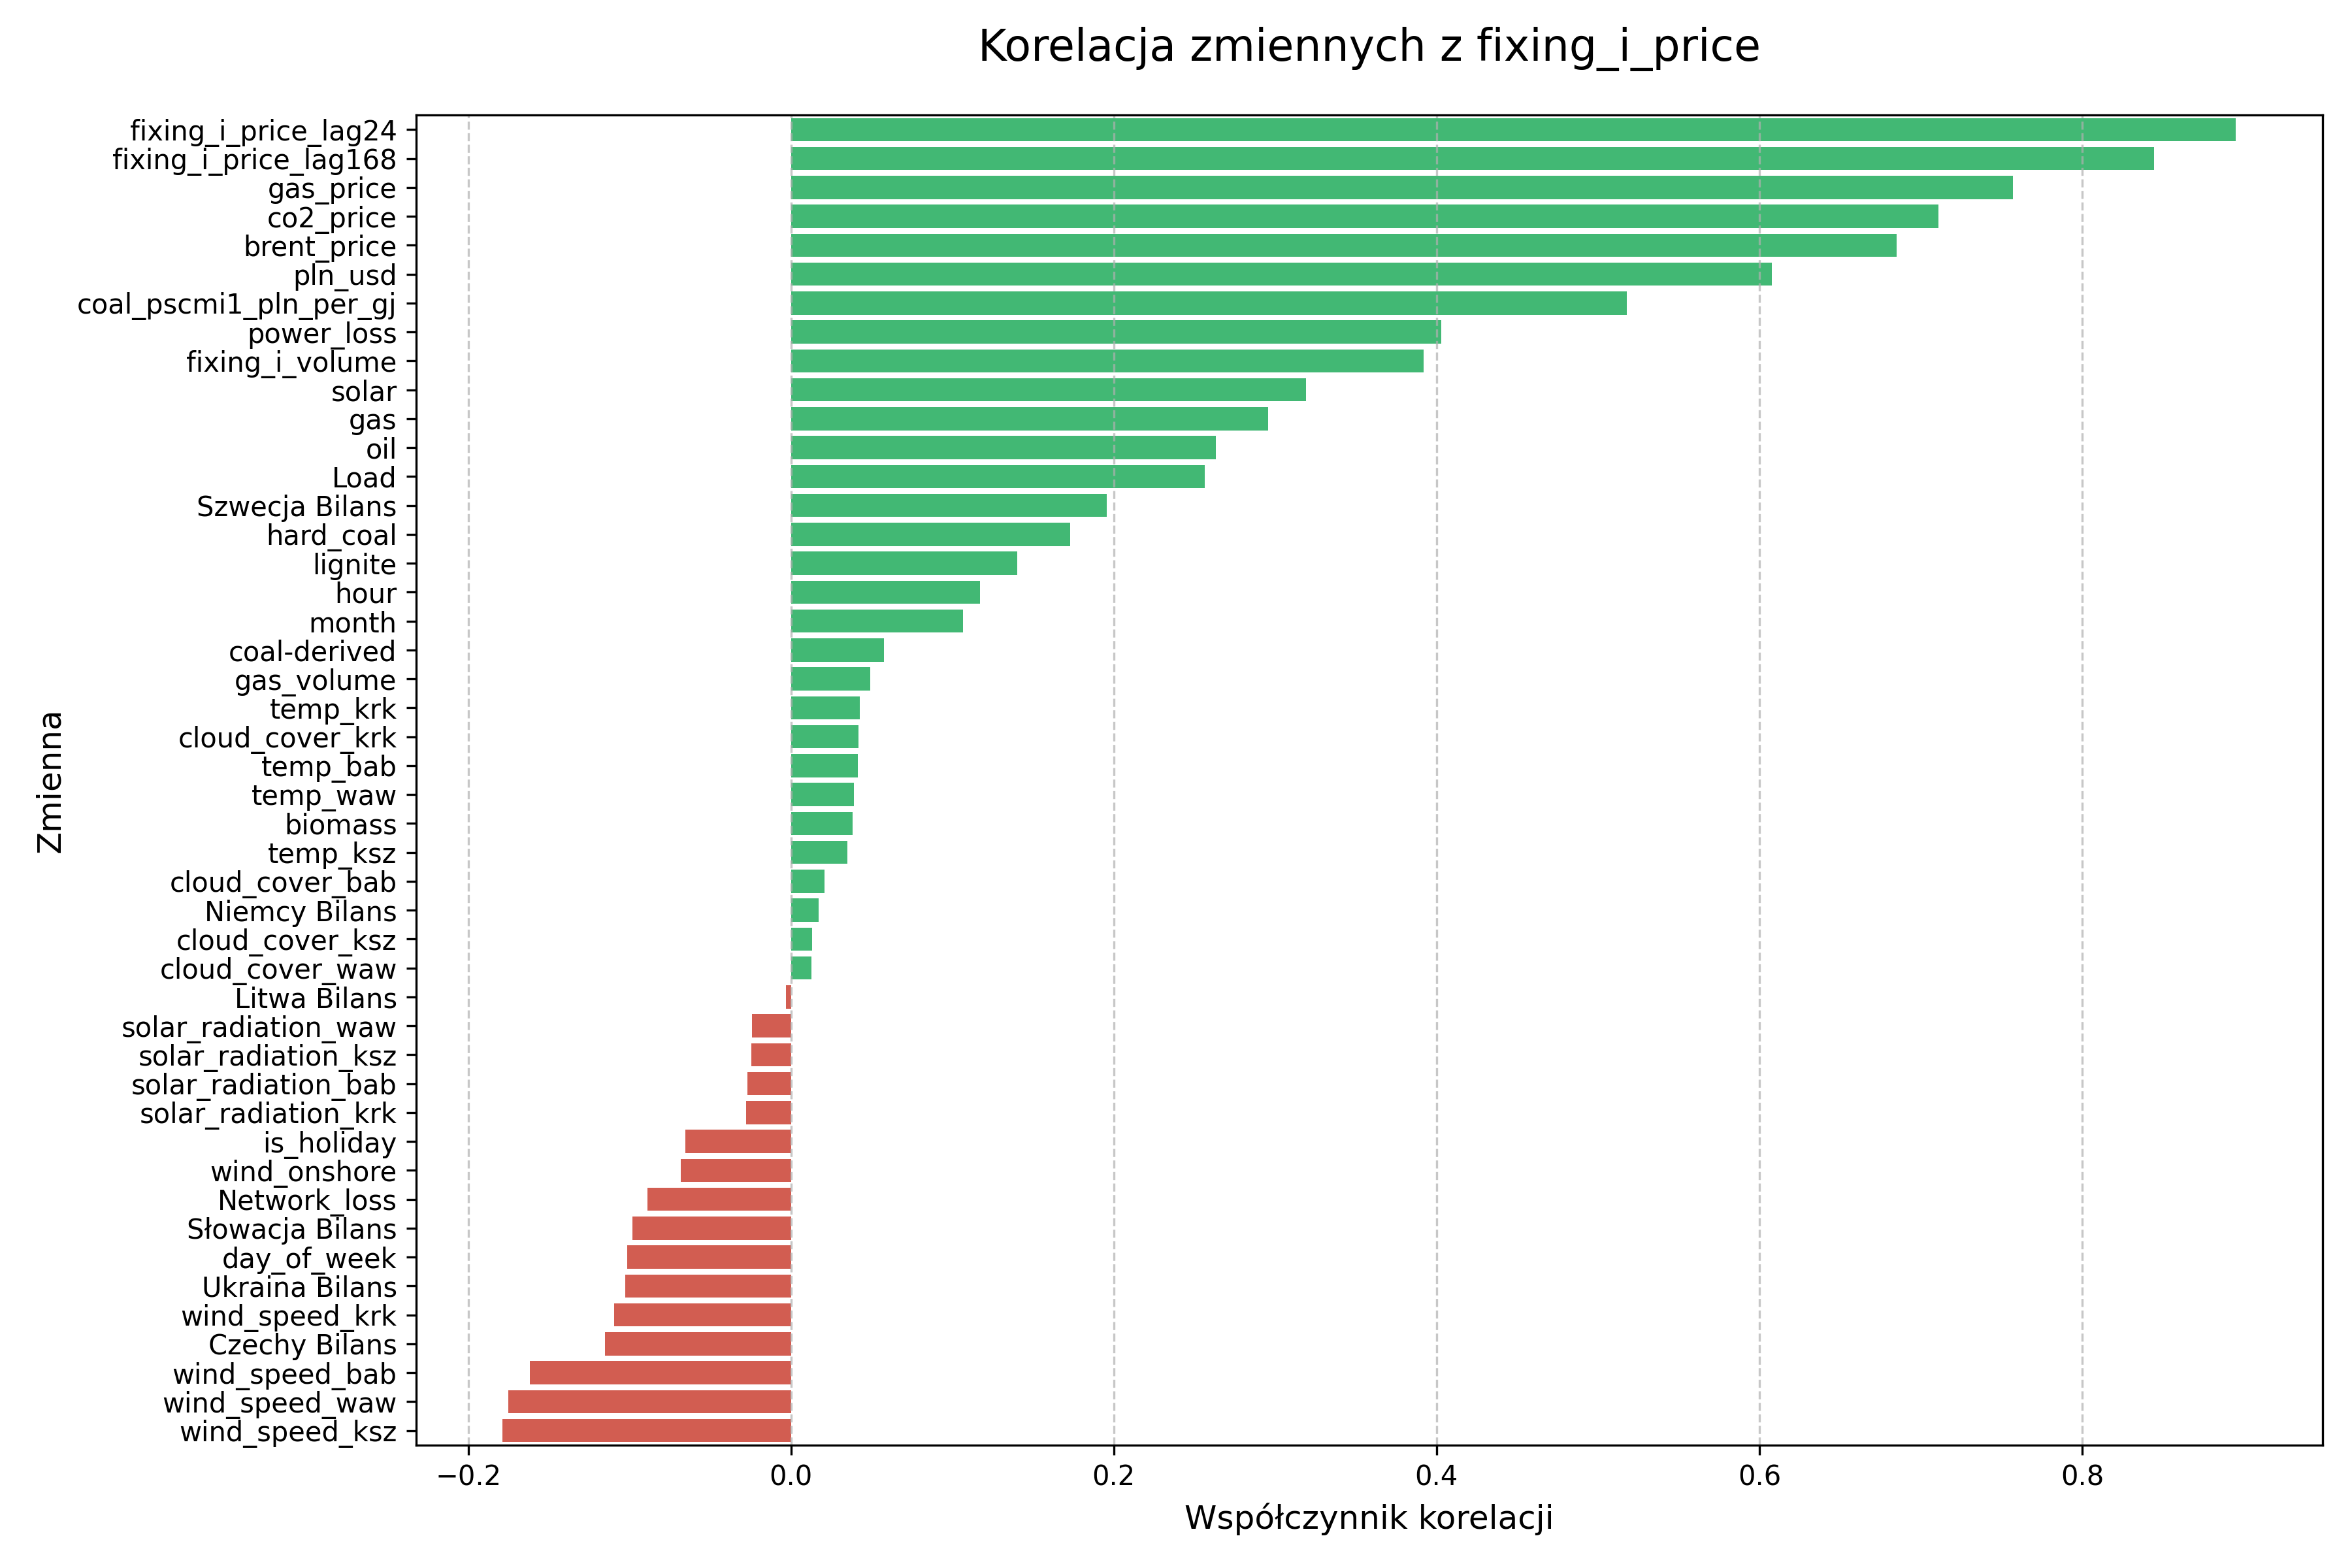 Korelacja zmiennych z fixing_i_price
fixing_i_price_lag24
fixing_i_price_lag168
gas_price
co2_price
brent_price
pln_usd
coal_pscmi1_pln_per_gj
power_loss
fixing_i_volume
solar
gas
oil
Load
Szwecja Bilans
hard_coal
lignite
hour
month
coal-derived
gas_volume
temp_krk
cloud_cover_krk
temp_bab
temp_waw
biomass
temp_ksz
cloud_cover_bab
Niemcy Bilans
cloud_cover_ksz
cloud_cover_waw
Litwa Bilans
solar_radiation_waw
solar_radiation_ksz
solar_radiation_bab
solar_radiation_krk
is_holiday
wind_onshore
Network_loss
Słowacja Bilans
day_of_week
Ukraina Bilans
wind_speed_krk
Czechy Bilans
wind_speed_bab
wind_speed_waw
wind_speed_ksz
Zmienna
−0.2 0.0 0.2 0.4 0.6 0.8
Współczynnik korelacji